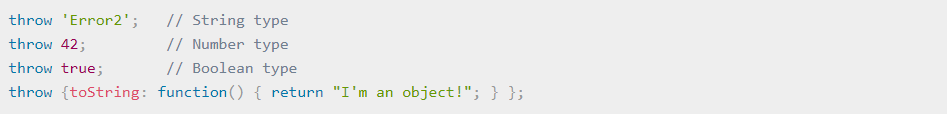 throw 'Error2';   // String type
throw 42;         // Number type
throw true;       // Boolean type
throw {toString: function() { return "I'm an object!"; } };